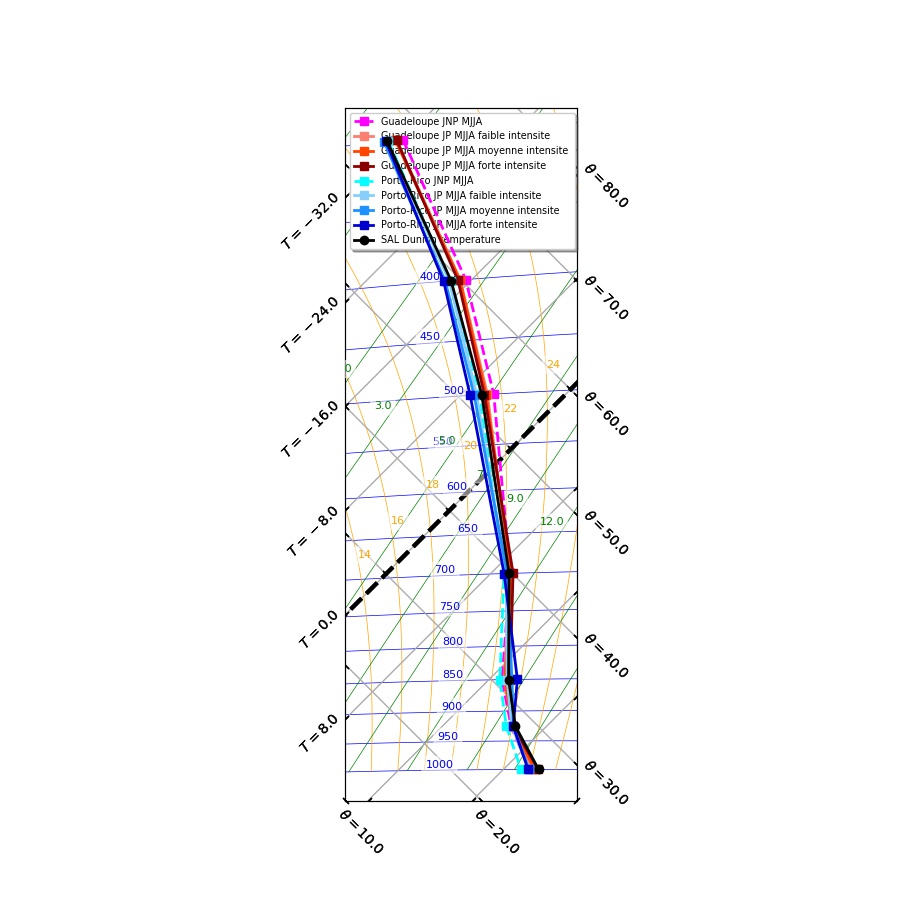 Guadeloupe JNP MJJA
Guadeloupe JP MJJA faible intensite
Guadeloupe JP MJJA moyenne intensite
Guadeloupe JP MJJA forte intensite
Porto-Rico JNP MJJA
Porto-Rico JP MJJA faible intensite
Porto-Rico JP MJJA moyenne intensite
Porto-Rico JP MJJA forte intensite
SAL Dunion temperature
θ=80.0
T=−32.0
400
θ=70.0
T=−24.0
450
0
24
500
3.0
22
θ=60.0
T=−16.0
550
5.0
20
18
600
7
9.0
16
650
12.0
T=−8.0
θ=50.0
14
700
750
T=0.0
800
θ=40.0
850
900
T=8.0
950
1000
θ=30.0
θ=10.0
θ=20.0